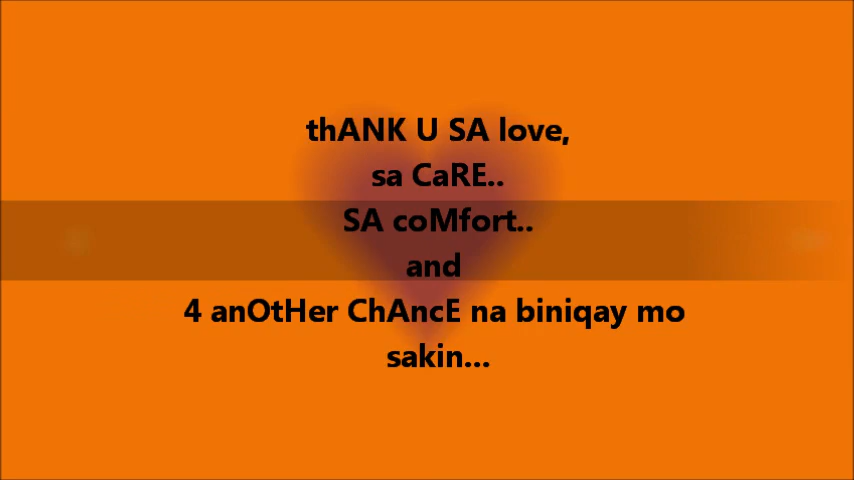 thANK U SA love,
sa CaRE..
SA coMfort..
and
4 anOtHer ChAncE na biniqay mo
sakin...